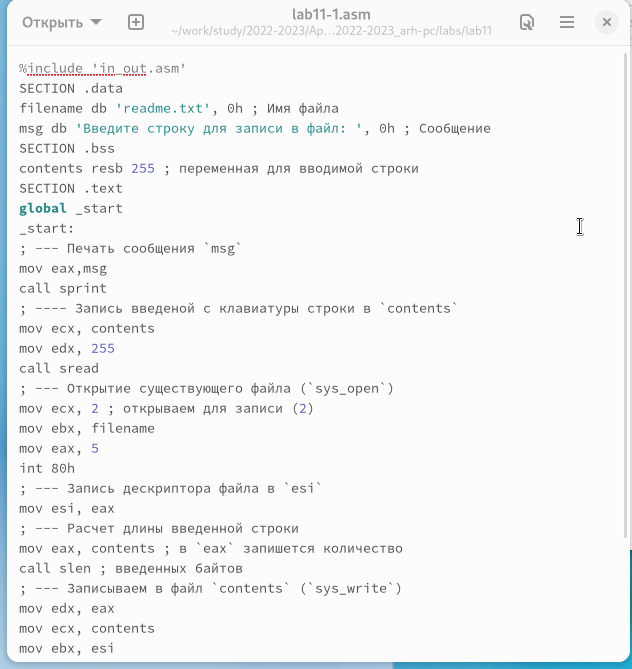 Открыть
lab11-1.asm
~/work/study/2022-2023/Ap...2022-2023_arh-pc/labs/lab11
%include 'in_out.asm'
SECTION .data
filename db 'readme.txt', 0h ; Имя файла
msg db 'Введите строку для записи в файл: ', 0h ; Сообщение
SECTION .bss
contents resb 255 ; переменная для вводимой строки
SECTION .text
global _start
_start:
; --- Печать сообщения `msg`
mov eax,msg
call sprint
; ---- Запись введеной с клавиатуры строки в `contents`
mov ecx, contents
mov edx, 255
call sread
; --- Открытие существующего файла (`sys_open`)
mov ecx, 2 ; открываем для записи (2)
mov ebx, filename
mov eax, 5
int 80h
; --- Запись дескриптора файла в `esi`
mov esi, eax
; --- Расчет длины введенной строки
mov eax, contents ; в `eax` запишется количество
call slen ; введенных байтов
; --- Записываем в файл `contents` (`sys_write`)
mov edx, eax
mov ecx, contents
mov ebx, esi